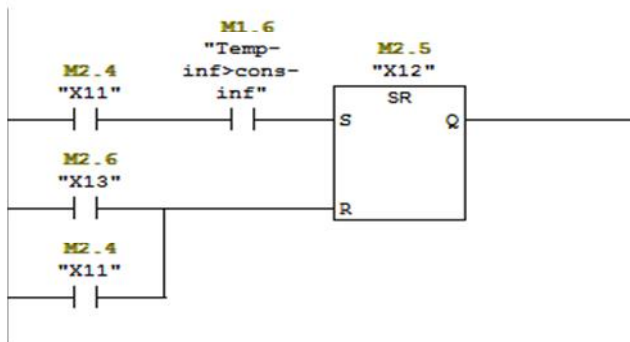 M1.6
"Temp-
inf>cons-
inf"
M2.5
"X12"
M2.4
"X11"
SR
S
Q
M2.6
"X13"
R
M2.4
"X11"